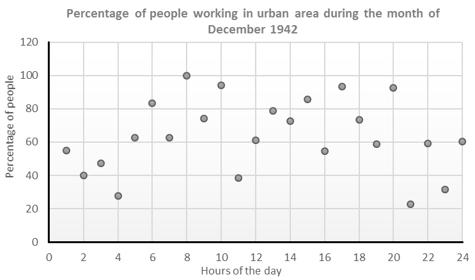 Percentage of people working in urban area during the month of
December 1942
120
100
80
60
40
20
0
Percentage of people
0 2 4 6 8 10 12 14 16 18 20 22 24
Hours of the day